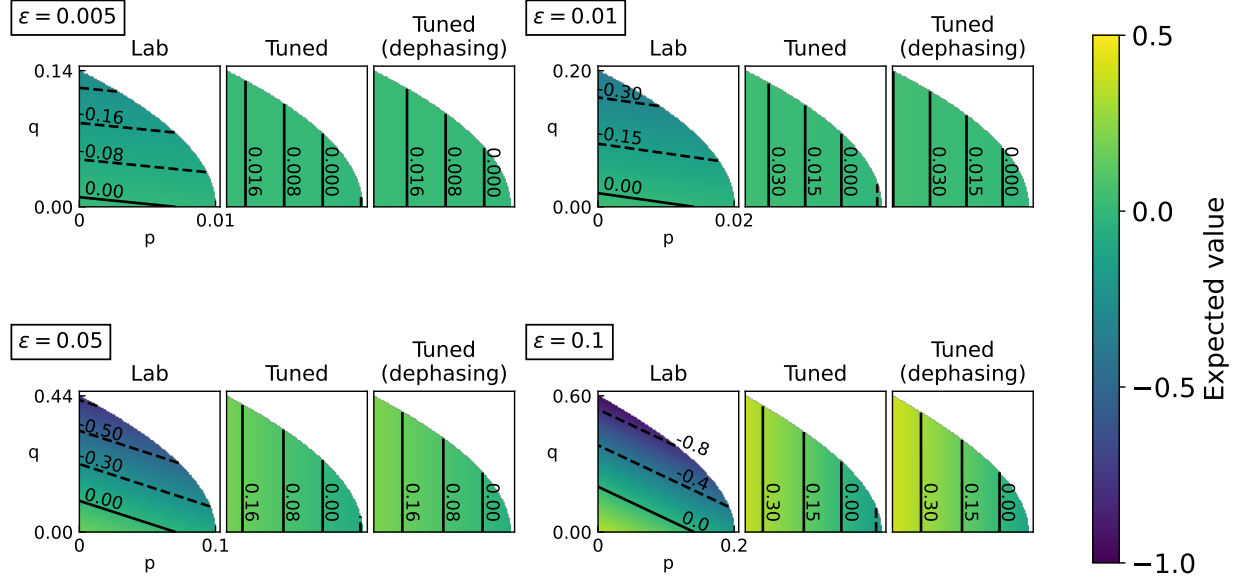 ε = 0.005
Lab
Tuned
Tuned
(dephasing)
0.14
q
0.00
-0.16
-0.08
0.00
0.016
0.008
0.000
0.016
0.008
0.000
0.01
p
ε = 0.01
Lab
Tuned
Tuned
(dephasing)
0.20
q
0.00
-0.30
-0.15
0.00
0.030
0.015
0.000
0.030
0.015
0.000
0
0.02
p
ε = 0.05
Lab
Tuned
Tuned
(dephasing)
0.44
q
0.00
-0.50
-0.30
0.00
0.16
0.08
0.00
0.16
0.08
0.00
0
0.1
p
ε = 0.1
Lab
Tuned
Tuned
(dephasing)
0.60
q
0.00
-0.8
-0.4
0.0
0.30
0.15
0.00
0.30
0.15
0.00
0
0.2
p
0.5
0.0
−0.5
−1.0
Expected value